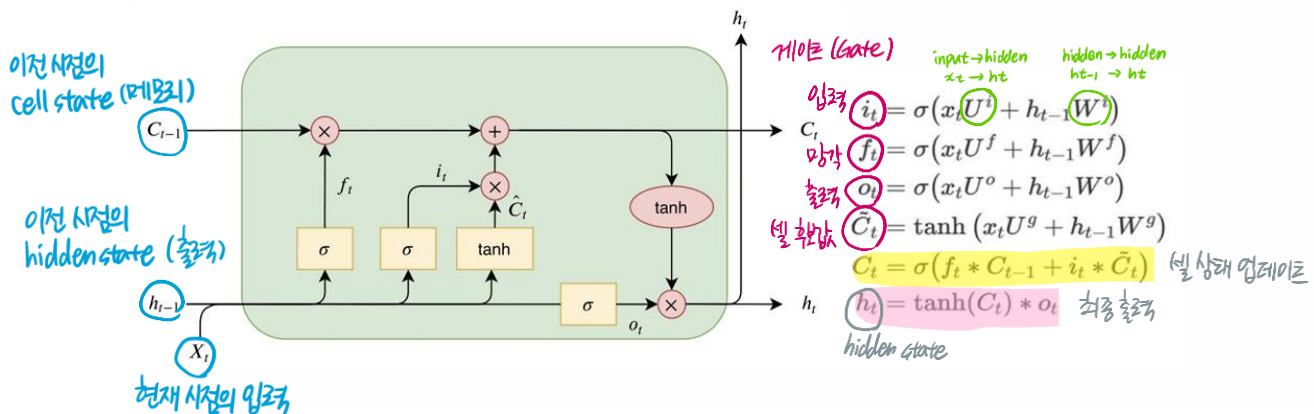 이전 시점의
cell state (메모리)
C_{t-1}
이전 시점의
hidden state (출력)
h_{t-1}
X_t
현재 시점의 입력
×
+
×
f_t
i_t
Ĉ_t
σ
σ
tanh
tanh
σ
o_t
×
h_t
C_t
h_t
게이트 (Gate)
input → hidden
x_t → h_t
hidden → hidden
h_{t-1} → h_t
입력 i_t = σ(x_t U^i + h_{t-1} W^i)
망각 f_t = σ(x_t U^f + h_{t-1} W^f)
출력 o_t = σ(x_t U^o + h_{t-1} W^o)
셀 후보값 C̃_t = tanh (x_t U^g + h_{t-1} W^g)
C_t = σ(f_t * C_{t-1} + i_t * C̃_t) 셀 상태 업데이트
h_t = tanh(C_t) * o_t 최종 출력
hidden state